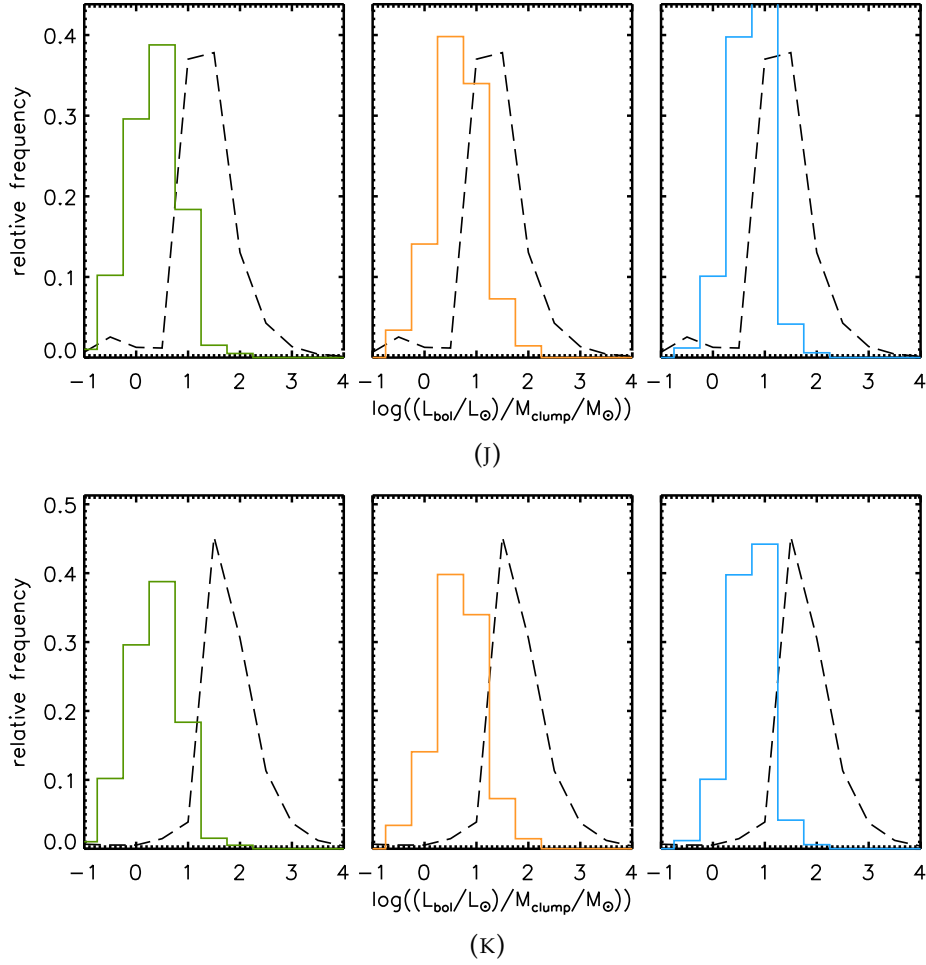 0.4
0.3
0.2
0.1
0.0
relative frequency
−1 0 1 2 3 4 −1 0 1 2 3 4 −1 0 1 2 3 4
log((L_bol/L_⊙)/M_clump/M_⊙))
(J)
0.5
0.4
0.3
0.2
0.1
0.0
relative frequency
−1 0 1 2 3 4 −1 0 1 2 3 4 −1 0 1 2 3 4
log((L_bol/L_⊙)/M_clump/M_⊙))
(K)